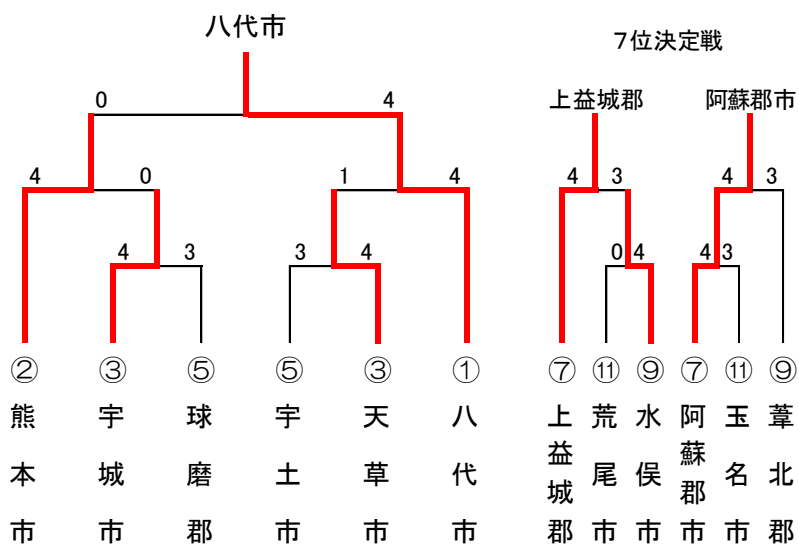 八代市
7位決定戦
0 4
上益城郡 阿蘇郡市
4 0 1 4 4 3 4 3
4 3 3 4 0 4 4 3
② ③ ⑤ ⑤ ③ ① ⑦ ⑪ ⑨ ⑦ ⑪ ⑨
熊本市
宇城市
球磨郡
宇土市
天草市
八代市
上益城郡
荒尾市
水俣市
阿蘇郡市
玉名市
葦北郡